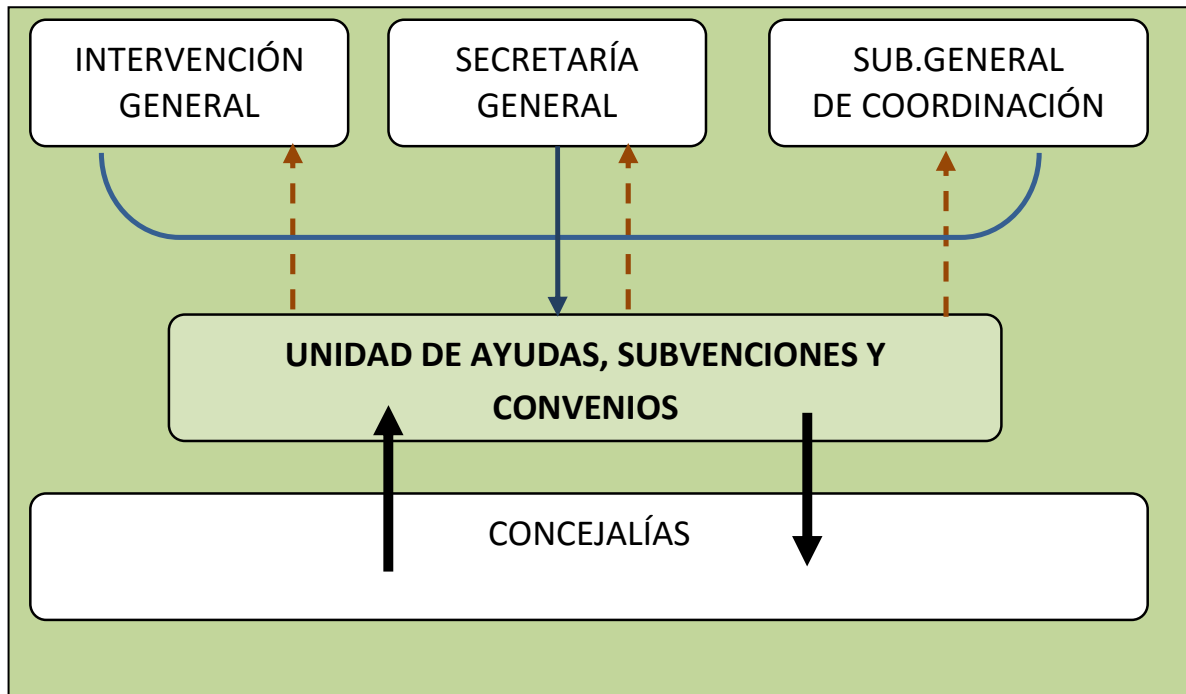 INTERVENCIÓN
GENERAL
SECRETARÍA
GENERAL
SUB.GENERAL
DE COORDINACIÓN
UNIDAD DE AYUDAS, SUBVENCIONES Y
CONVENIOS
CONCEJALÍAS